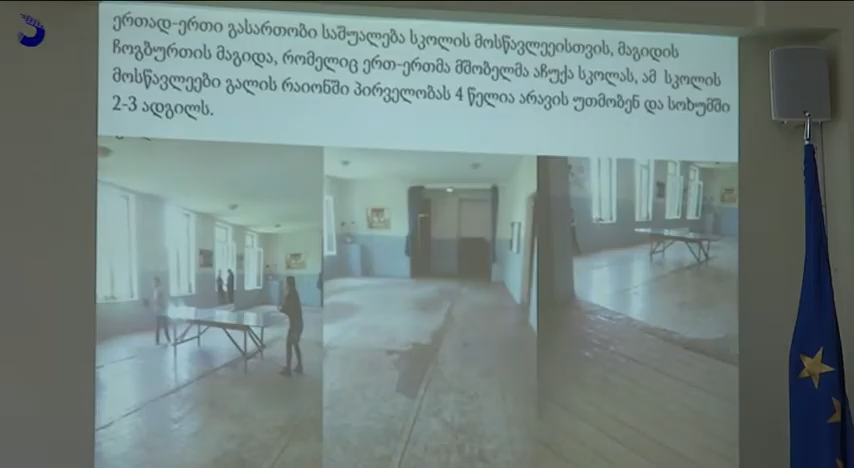 ერთად-ერთი გასართობი საშუალება სკოლის მოსწავლეეისთვის, მაგიდის
ჩოგბურთის მაგიდა, რომელიც ერთ-ერთმა მშობელმა აჩუქა სკოლას, ამ სკოლის
მოსწავლეები გალის რაიონში პირველობას 4 წელია არავის უთმობენ და სოხუმში
2-3 ადგილს.